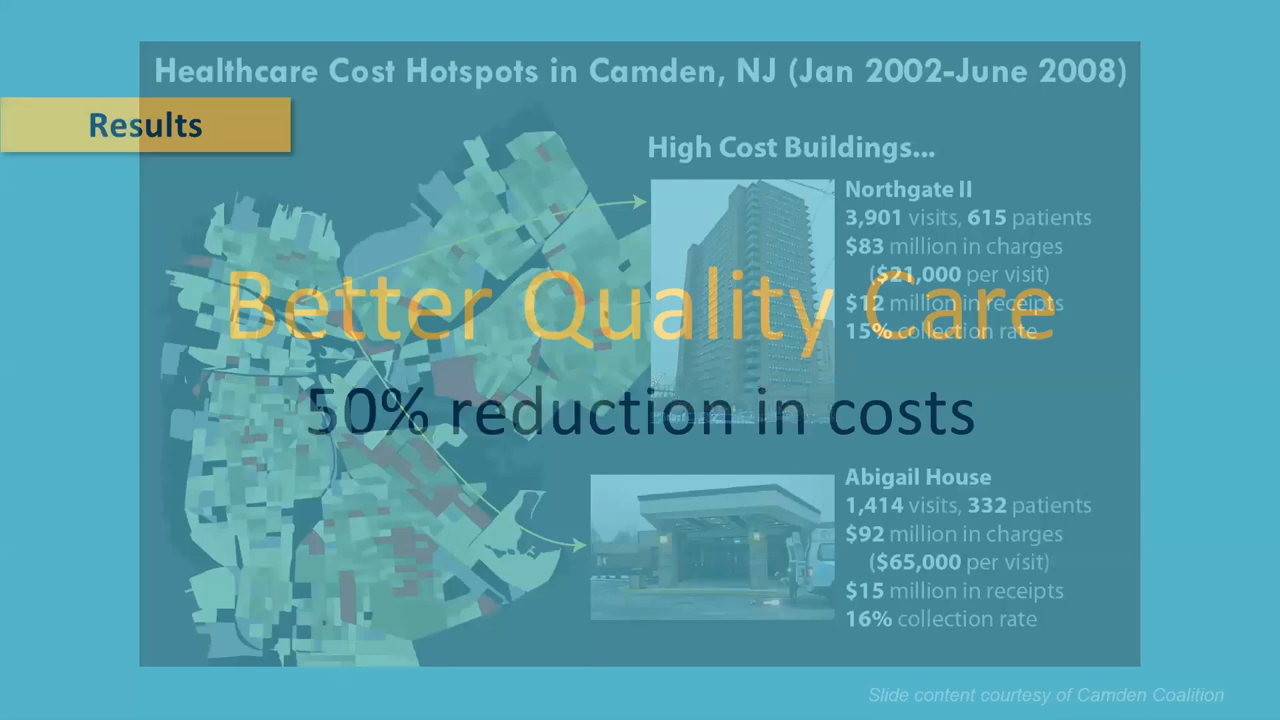 Healthcare Cost Hotspots in Camden, NJ (Jan 2002-June 2008)
Results
High Cost Buildings...
Northgate II
3,901 visits, 615 patients
$83 million in charges
($21,000 per visit)
$12 million in receipts
15% collection rate
Better Quality Care
50% reduction in costs
Abigail House
1,414 visits, 332 patients
$92 million in charges
($65,000 per visit)
$15 million in receipts
16% collection rate
Slide content courtesy of Camden Coalition